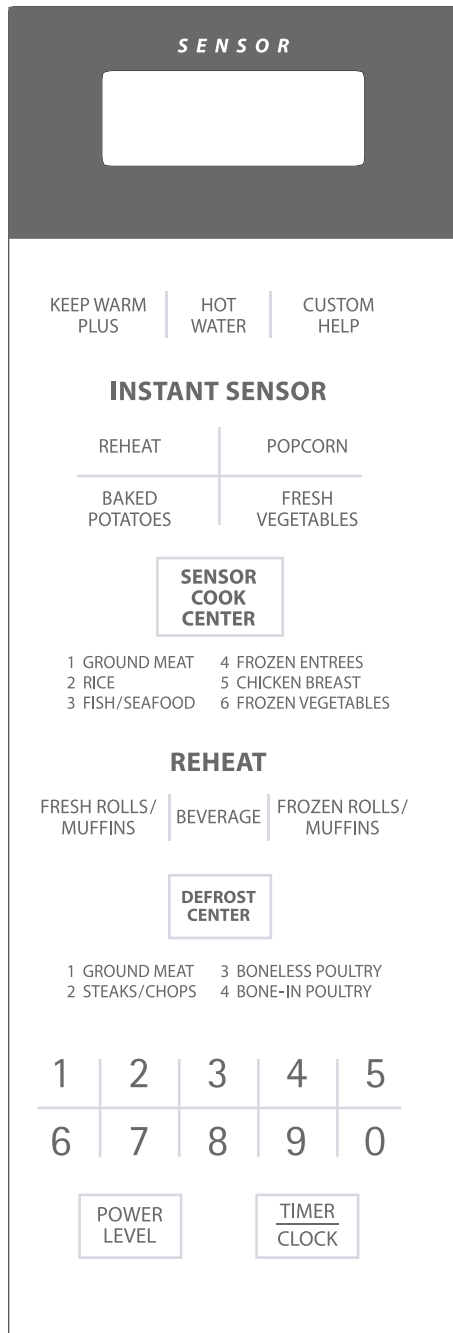 SENSOR
KEEP WARM PLUS
HOT WATER
CUSTOM HELP
INSTANT SENSOR
REHEAT
POPCORN
BAKED POTATOES
FRESH VEGETABLES
SENSOR
COOK
CENTER
1 GROUND MEAT
2 RICE
3 FISH/SEAFOOD
4 FROZEN ENTREES
5 CHICKEN BREAST
6 FROZEN VEGETABLES
REHEAT
FRESH ROLLS/
MUFFINS
BEVERAGE
FROZEN ROLLS/
MUFFINS
DEFROST
CENTER
1 GROUND MEAT
2 STEAKS/CHOPS
3 BONELESS POULTRY
4 BONE-IN POULTRY
1 2 3 4 5
6 7 8 9 0
POWER
LEVEL
TIMER
CLOCK